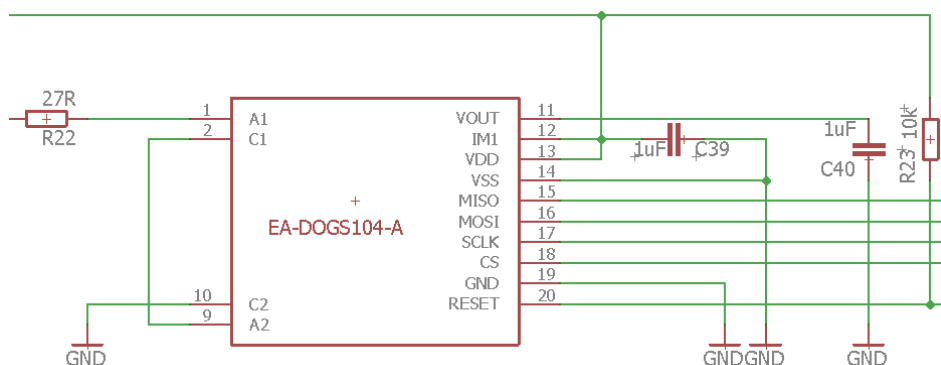 27R
R22
1 A1
2 C1
10 C2
9 A2
EA-DOGS104-A
VOUT 11
IM1 12
VDD 13
VSS 14
MISO 15
MOSI 16
SCLK 17
CS 18
GND 19
RESET 20
1uF C39
1uF
C40
R23 10k
GND
GND
GND
GND